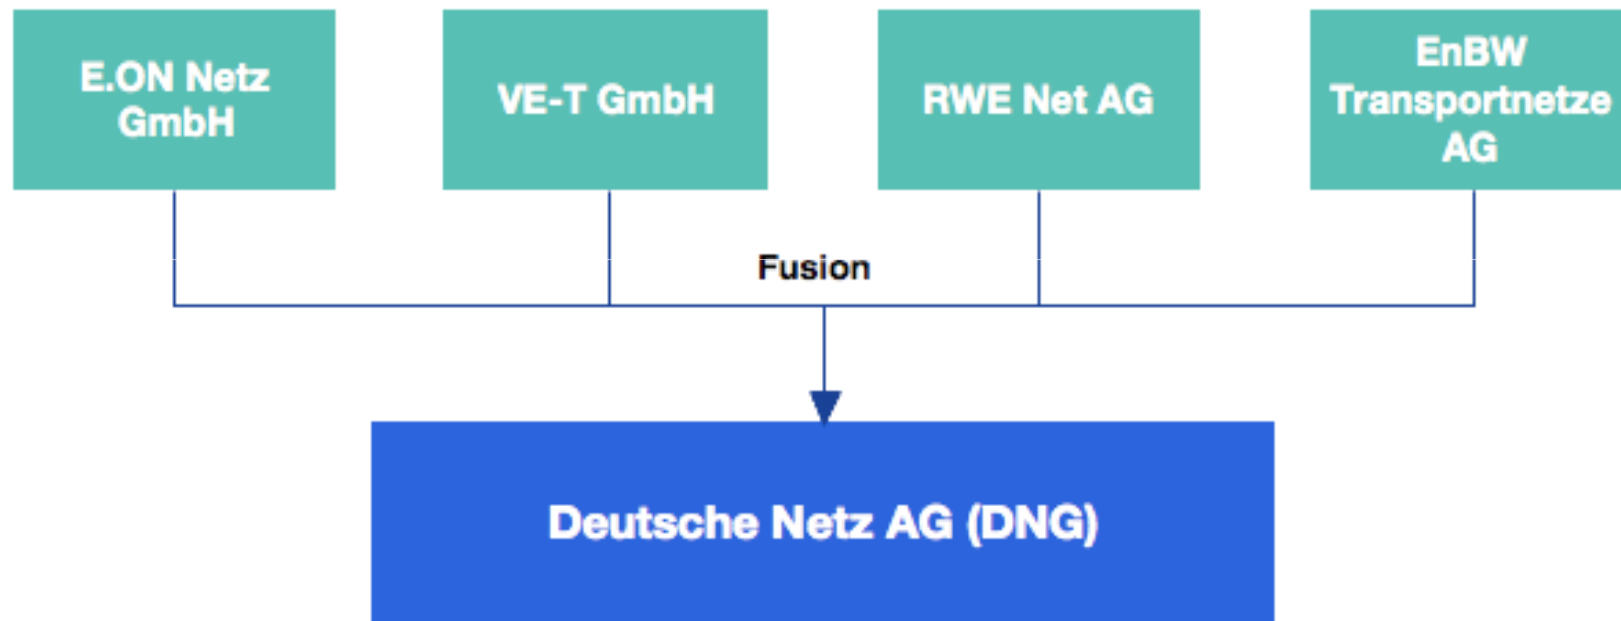 E.ON Netz
GmbH
VE-T GmbH
RWE Net AG
EnBW
Transportnetze
AG
Fusion
Deutsche Netz AG (DNG)